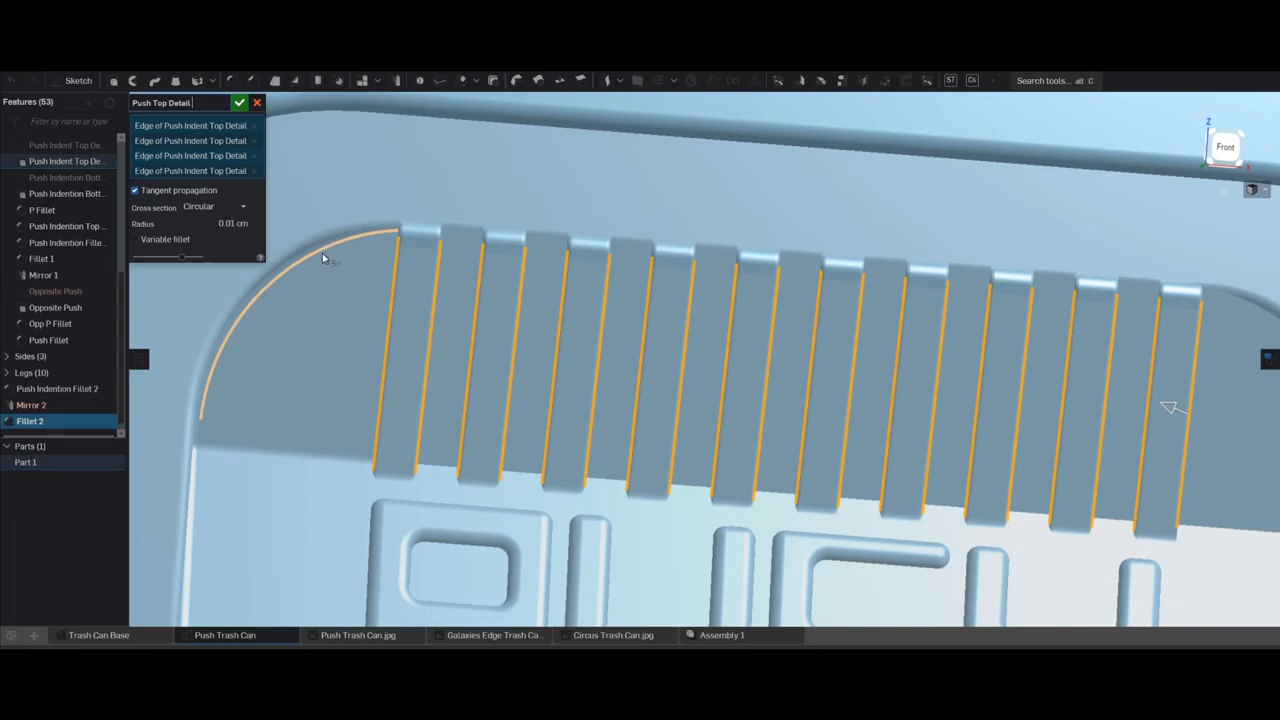 Sketch
Search tools... alt C
Features (53)
Push Top Detail
Filter by name or type
Edge of Push Indent Top Detail
Edge of Push Indent Top Detail
Edge of Push Indent Top Detail
Edge of Push Indent Top Detail
Tangent propagation
Cross section Circular
Radius 0.01 cm
Variable fillet
Push Indent Top De...
Push Indent Top De...
Push Indention Bott...
Push Indention Bott...
P Fillet
Push Indention Top ...
Push Indention Fille...
Fillet 1
Mirror 1
Opposite Push
Opposite Push
Opp P Fillet
Push Fillet
Sides (3)
Legs (10)
Push Indention Fillet 2
Mirror 2
Fillet 2
Parts (1)
Part 1
Z
Front
X
ST
Cs
Trash Can Base
Push Trash Can
Push Trash Can.jpg
Galaxies Edge Trash Ca...
Circus Trash Can.jpg
Assembly 1